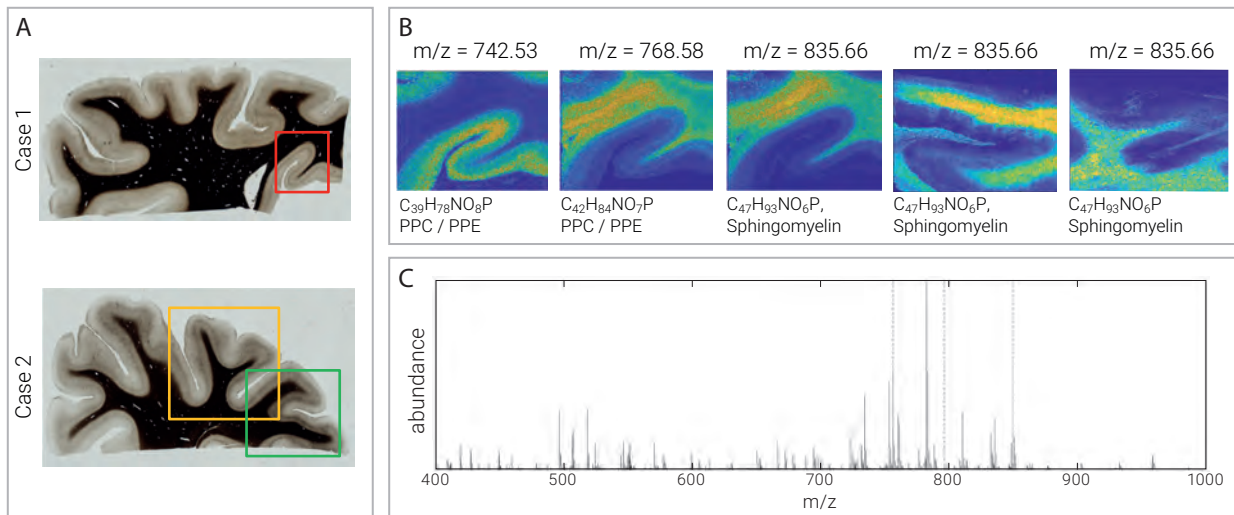 A
Case 1
Case 2
B
m/z = 742.53
m/z = 768.58
m/z = 835.66
m/z = 835.66
m/z = 835.66
C₃₉H₇₈NO₈P
PPC / PPE
C₄₂H₈₄NO₇P
PPC / PPE
C₄₇H₉₃NO₆P,
Sphingomyelin
C₄₇H₉₃NO₆P,
Sphingomyelin
C₄₇H₉₃NO₆P
Sphingomyelin
C
abundance
400 500 600 700 800 900 1000
m/z